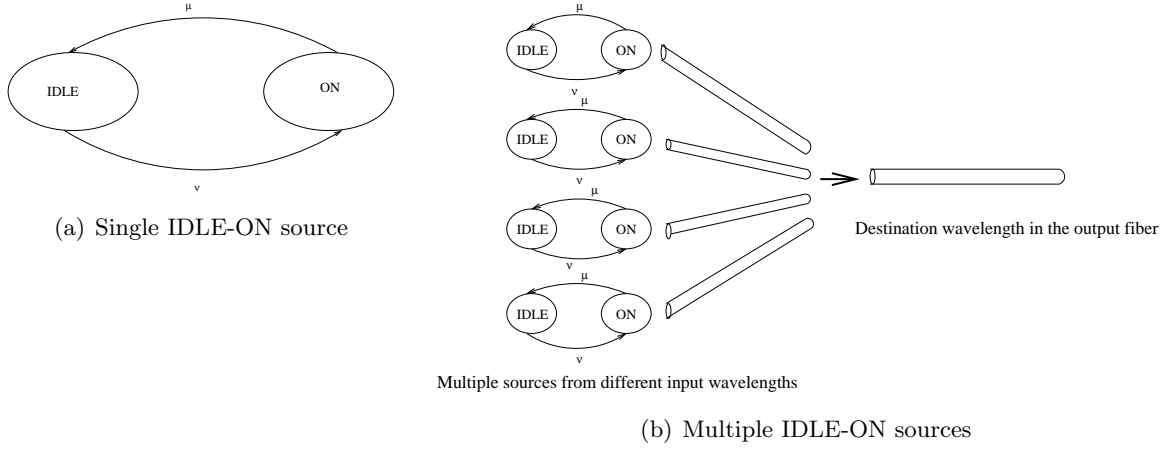 μ
IDLE
ON
ν
(a) Single IDLE-ON source
μ
IDLE
ON
ν
μ
IDLE
ON
ν
μ
IDLE
ON
ν
μ
IDLE
ON
ν
Destination wavelength in the output fiber
Multiple sources from different input wavelengths
(b) Multiple IDLE-ON sources